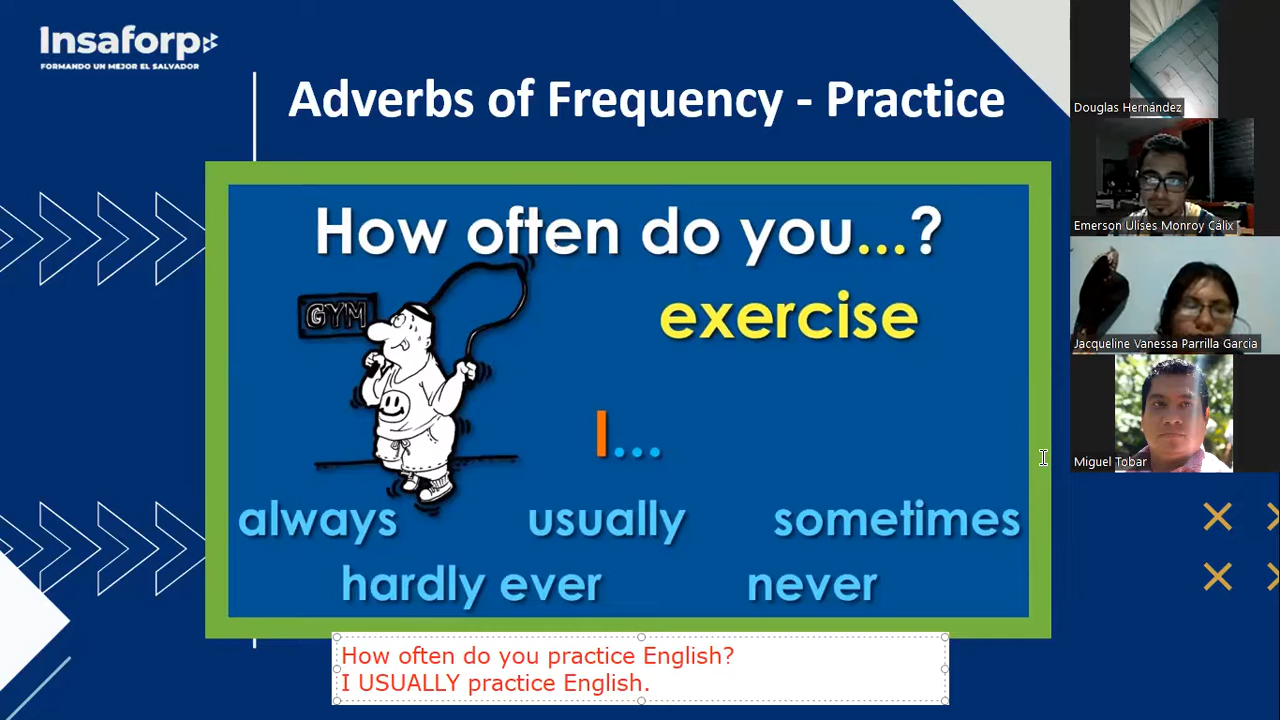 Insaforp
FORMANDO UN MEJOR EL SALVADOR
Adverbs of Frequency - Practice
How often do you...?
GYM
exercise
I...
always usually sometimes
hardly ever never
How often do you practice English?
I USUALLY practice English.
Douglas Hernández
Emerson Ulises Monroy Cálix
Jacqueline Vanessa Parrilla Garcia
Miguel Tobar